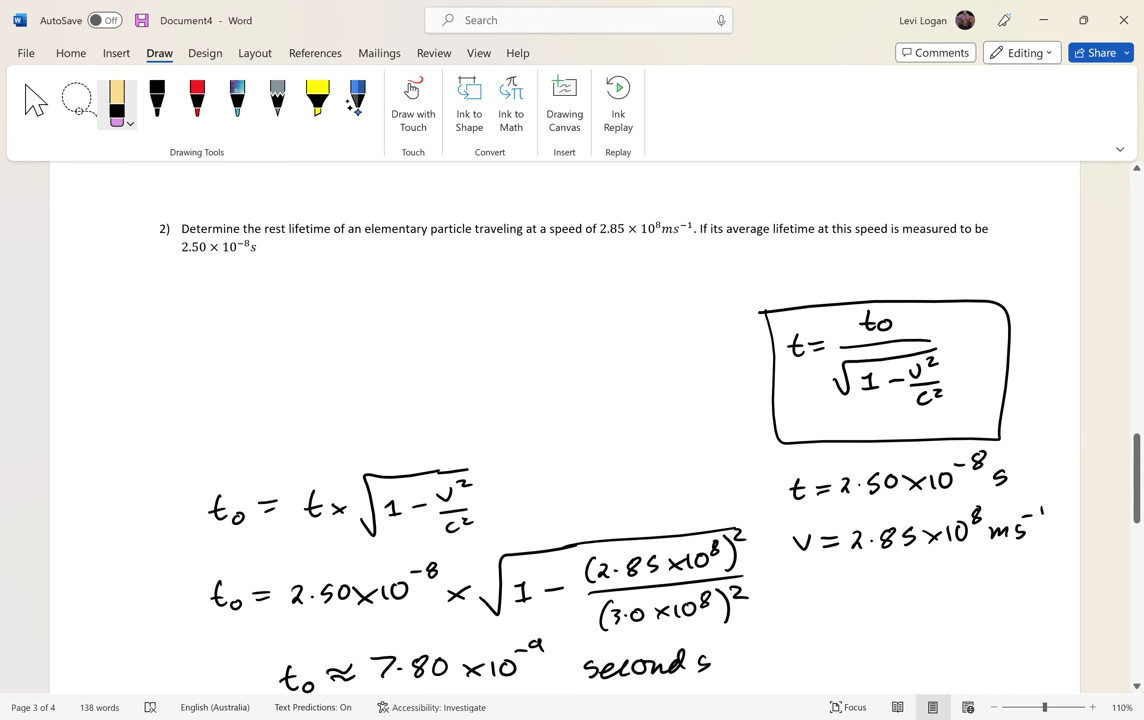 AutoSave Off Document4 - Word Search Levi Logan
File Home Insert Draw Design Layout References Mailings Review View Help Comments Editing Share
Draw with Touch Ink to Shape Ink to Math Drawing Canvas Ink Replay
Drawing Tools Touch Convert Insert Replay
2) Determine the rest lifetime of an elementary particle traveling at a speed of 2.85 × 10⁸ms⁻¹. If its average lifetime at this speed is measured to be
2.50 × 10⁻⁸s
t = t₀ / √(1 − v²/c²)
t = 2.50×10⁻⁸ s
v = 2.85×10⁸ ms⁻¹
t₀ = t × √(1 − v²/c²)
t₀ = 2.50×10⁻⁸ × √(1 − (2.85×10⁸)²/(3.0×10⁸)²)
t₀ ≈ 7.80×10⁻⁹ seconds
Page 3 of 4 138 words English (Australia) Text Predictions: On Accessibility: Investigate Focus 110%